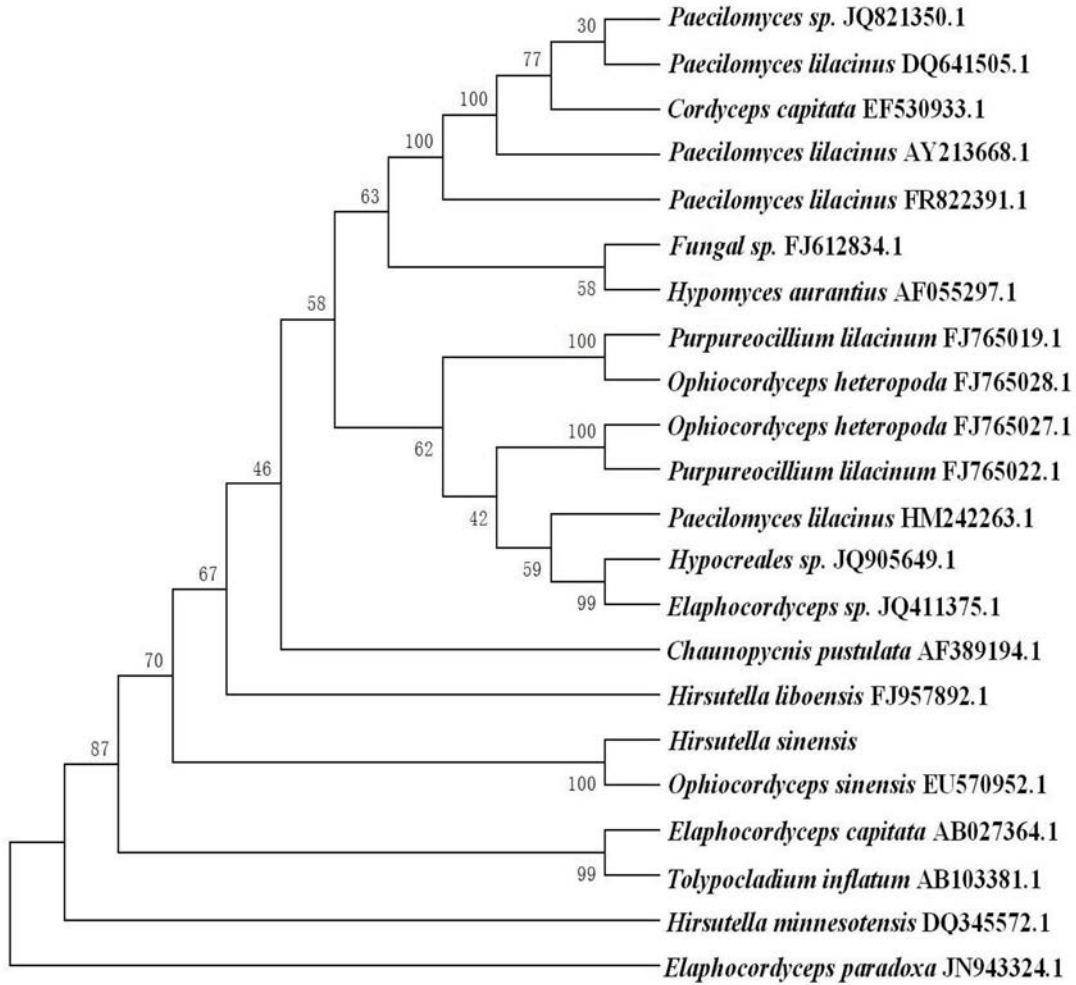 30
Paecilomyces sp. JQ821350.1
77
Paecilomyces lilacinus DQ641505.1
100
Cordyceps capitata EF530933.1
100
Paecilomyces lilacinus AY213668.1
63
Paecilomyces lilacinus FR822391.1
Fungal sp. FJ612834.1
58
Hypomyces aurantius AF055297.1
58
Purpureocillium lilacinum FJ765019.1
100
Ophiocordyceps heteropoda FJ765028.1
Ophiocordyceps heteropoda FJ765027.1
100
62
Purpureocillium lilacinum FJ765022.1
46
Paecilomyces lilacinus HM242263.1
42
Hypocreales sp. JQ905649.1
59
67
Elaphocordyceps sp. JQ411375.1
99
Chaunopycnis pustulata AF389194.1
70
Hirsutella liboensis FJ957892.1
Hirsutella sinensis
87
Ophiocordyceps sinensis EU570952.1
100
Elaphocordyceps capitata AB027364.1
99
Tolypocladium inflatum AB103381.1
Hirsutella minnesotensis DQ345572.1
Elaphocordyceps paradoxa JN943324.1